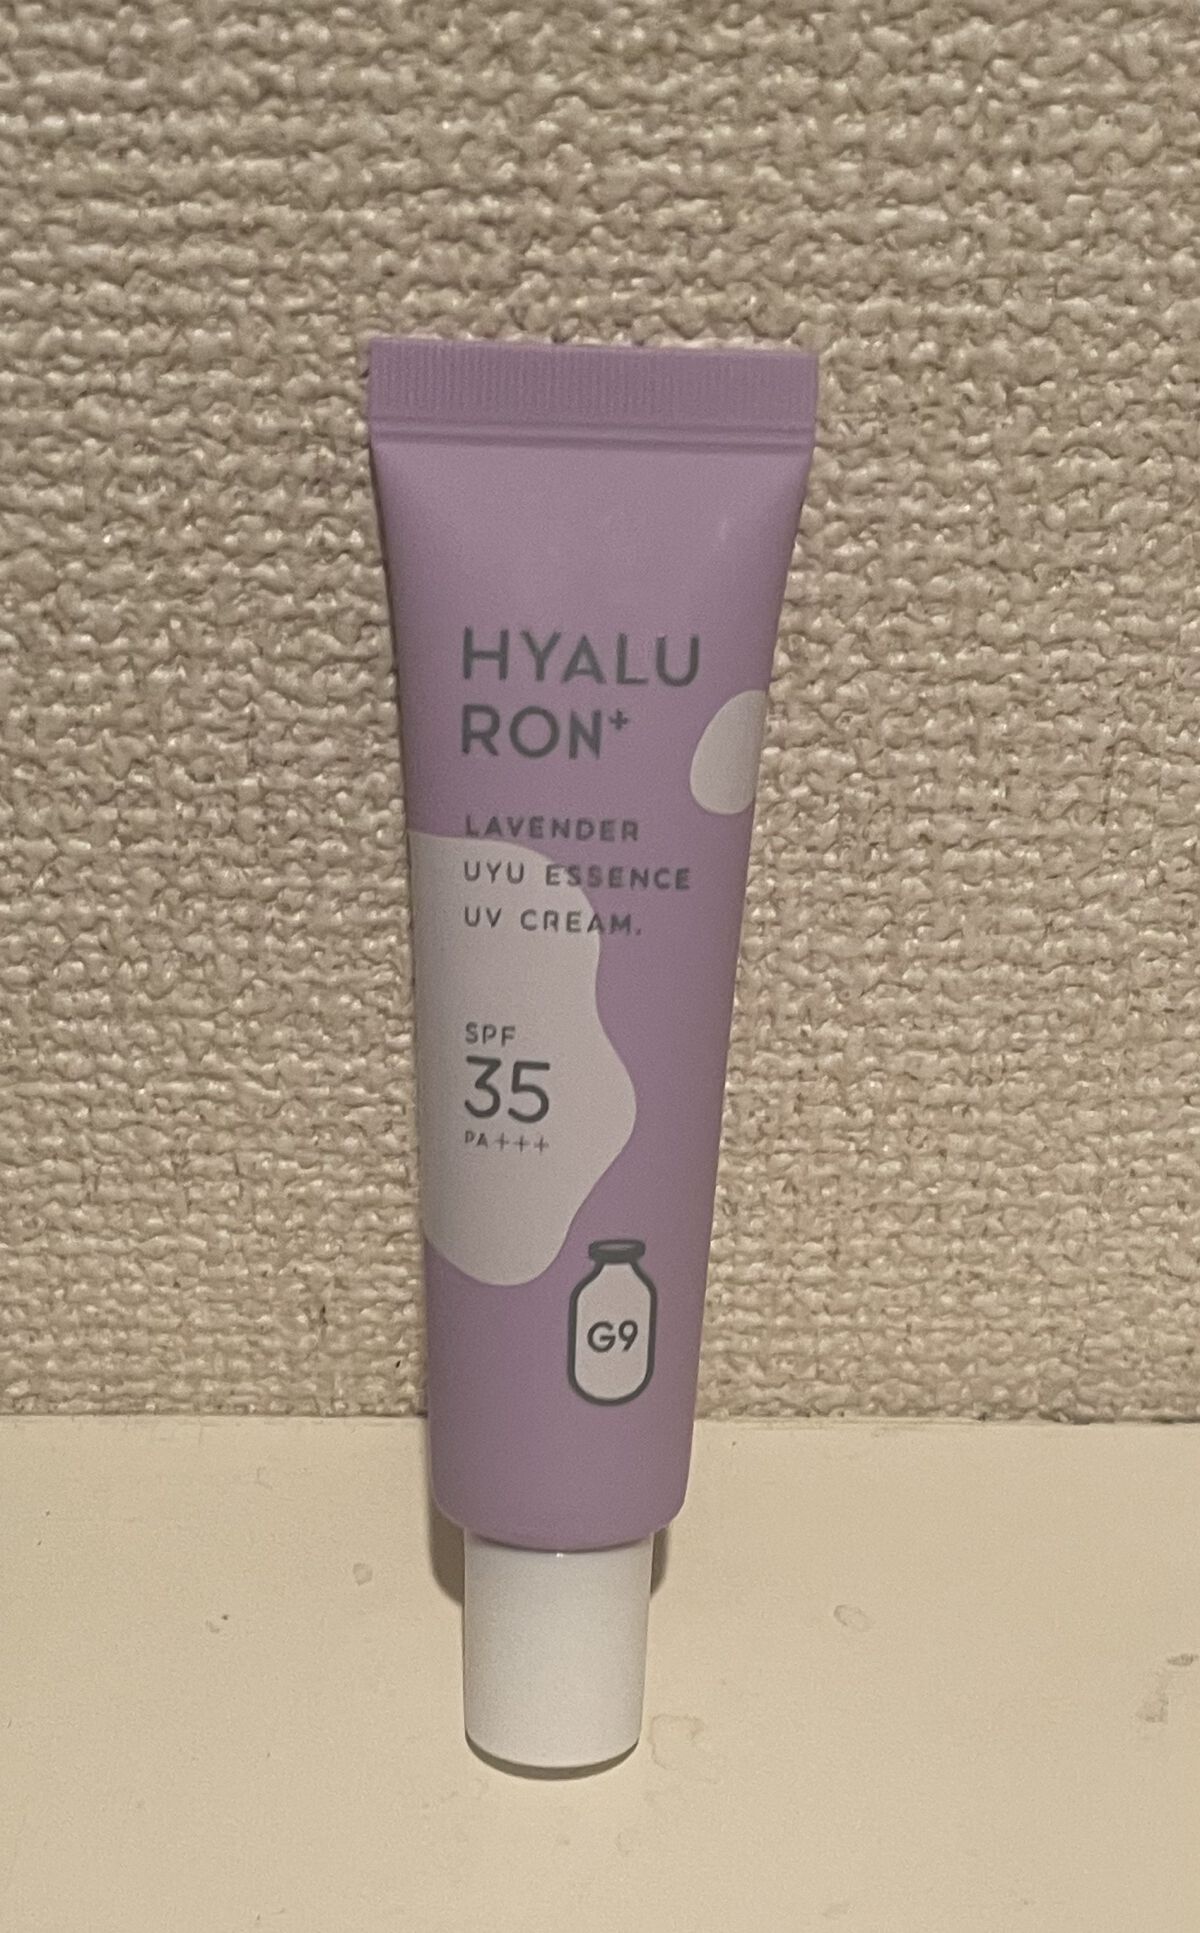 HYALU
RON+
LAVENDER
UYU ESSENCE
UV CREAM.
SPF
35
PA+++
G9